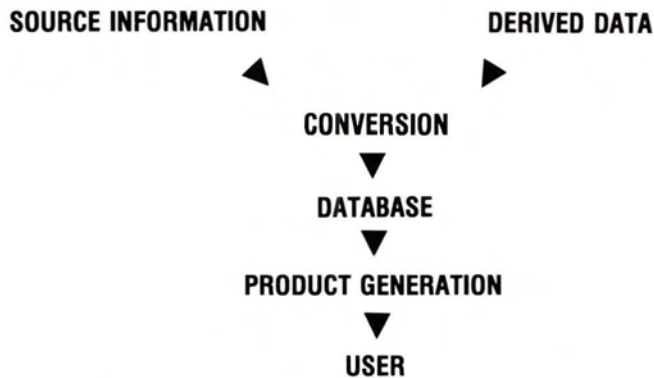 SOURCE INFORMATION DERIVED DATA
CONVERSION
DATABASE
PRODUCT GENERATION
USER